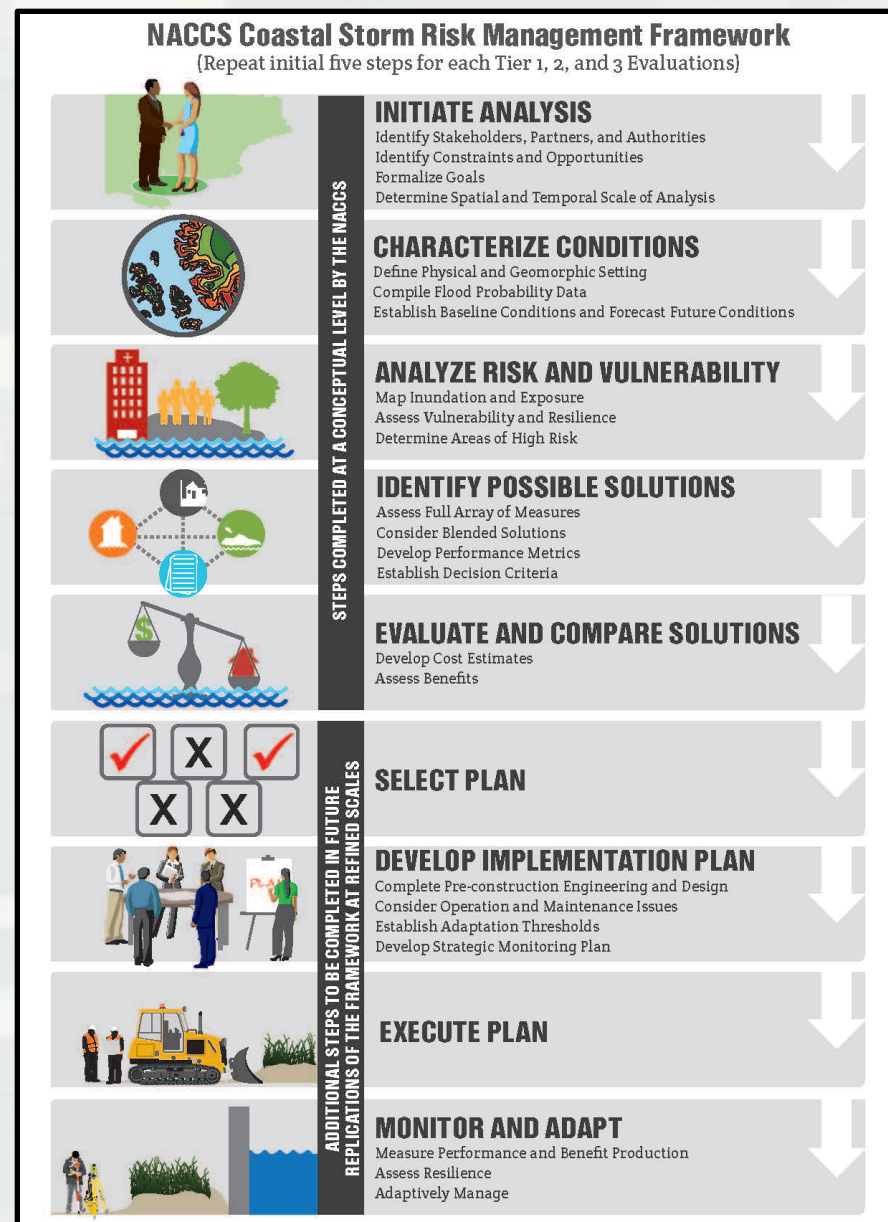 NACCS Coastal Storm Risk Management Framework
(Repeat initial five steps for each Tier 1, 2, and 3 Evaluations)
STEPS COMPLETED AT A CONCEPTUAL LEVEL BY THE NACCS
INITIATE ANALYSIS
Identify Stakeholders, Partners, and Authorities
Identify Constraints and Opportunities
Formalize Goals
Determine Spatial and Temporal Scale of Analysis
CHARACTERIZE CONDITIONS
Define Physical and Geomorphic Setting
Compile Flood Probability Data
Establish Baseline Conditions and Forecast Future Conditions
ANALYZE RISK AND VULNERABILITY
Map Inundation and Exposure
Assess Vulnerability and Resilience
Determine Areas of High Risk
IDENTIFY POSSIBLE SOLUTIONS
Assess Full Array of Measures
Consider Blended Solutions
Develop Performance Metrics
Establish Decision Criteria
$
EVALUATE AND COMPARE SOLUTIONS
Develop Cost Estimates
Assess Benefits
ADDITIONAL STEPS TO BE COMPLETED IN FUTURE
REPLICATIONS OF THE FRAMEWORK AT REFINED SCALES
X
X X
SELECT PLAN
PLAN
DEVELOP IMPLEMENTATION PLAN
Complete Pre-construction Engineering and Design
Consider Operation and Maintenance Issues
Establish Adaptation Thresholds
Develop Strategic Monitoring Plan
EXECUTE PLAN
MONITOR AND ADAPT
Measure Performance and Benefit Production
Assess Resilience
Adaptively Manage